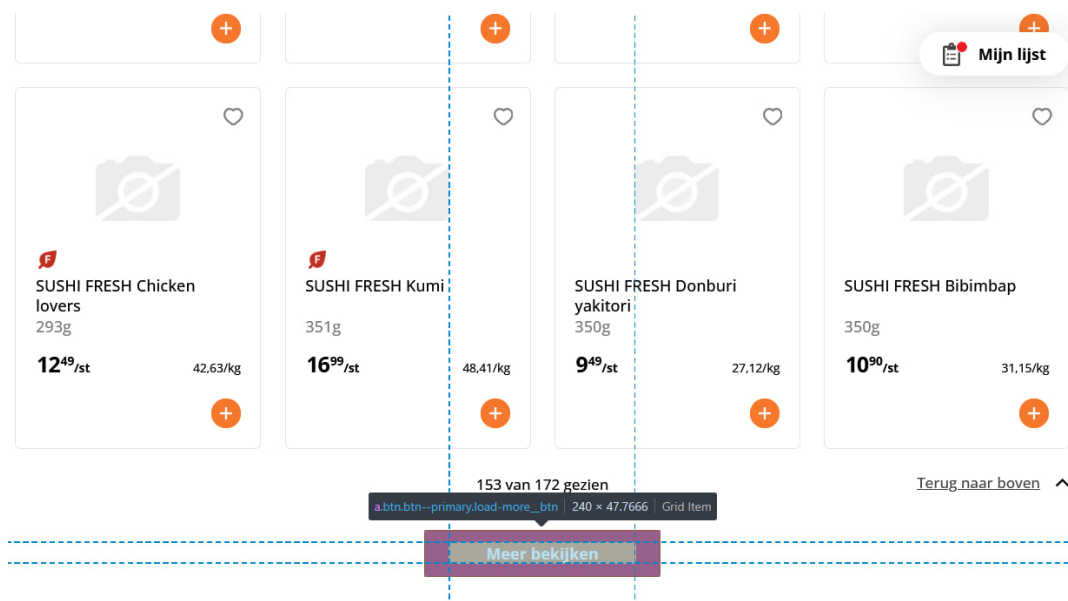 Mijn lijst
F
SUSHI FRESH Chicken
lovers
293g
12⁴⁹/st 42,63/kg
F
SUSHI FRESH Kumi
351g
16⁹⁹/st 48,41/kg
SUSHI FRESH Donburi
yakitori
350g
9⁴⁹/st 27,12/kg
SUSHI FRESH Bibimbap
350g
10⁹⁰/st 31,15/kg
153 van 172 gezien
Terug naar boven
a.btn.btn--primary.load-more__btn 240 × 47.7666 Grid Item
Meer bekijken